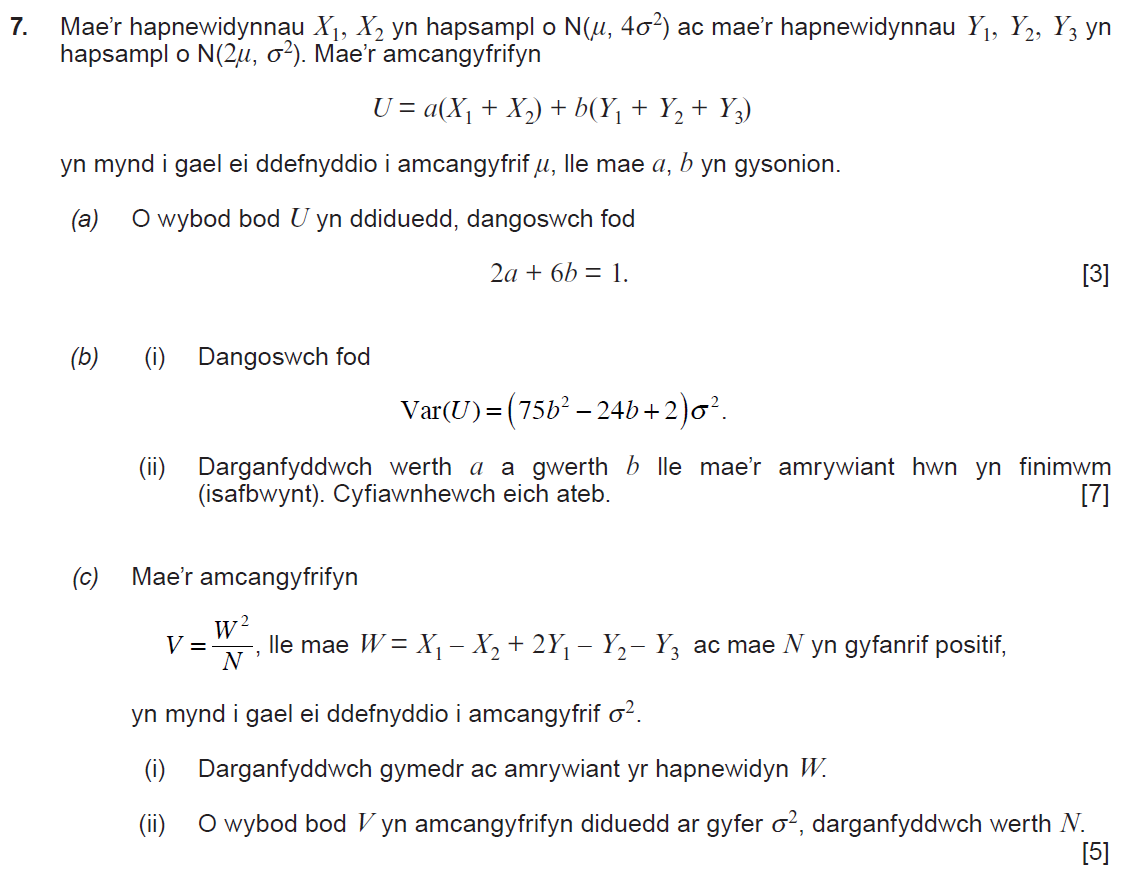 7. Mae'r hapnewidynnau X₁, X₂ yn hapsampl o N(μ, 4σ²) ac mae'r hapnewidynnau Y₁, Y₂, Y₃ yn
hapsampl o N(2μ, σ²). Mae'r amcangyfrifyn
U = a(X₁ + X₂) + b(Y₁ + Y₂ + Y₃)
yn mynd i gael ei ddefnyddio i amcangyfrif μ, lle mae a, b yn gysonion.
(a) O wybod bod U yn ddiduedd, dangoswch fod
2a + 6b = 1. [3]
(b) (i) Dangoswch fod
Var(U) = (75b² – 24b + 2)σ².
(ii) Darganfyddwch werth a a gwerth b lle mae'r amrywiant hwn yn finimwm
(isafbwynt). Cyfiawnhewch eich ateb. [7]
(c) Mae'r amcangyfrifyn
V = W²/N, lle mae W = X₁ – X₂ + 2Y₁ – Y₂ – Y₃ ac mae N yn gyfanrif positif,
yn mynd i gael ei ddefnyddio i amcangyfrif σ².
(i) Darganfyddwch gymedr ac amrywiant yr hapnewidyn W.
(ii) O wybod bod V yn amcangyfrifyn diduedd ar gyfer σ², darganfyddwch werth N.
[5]